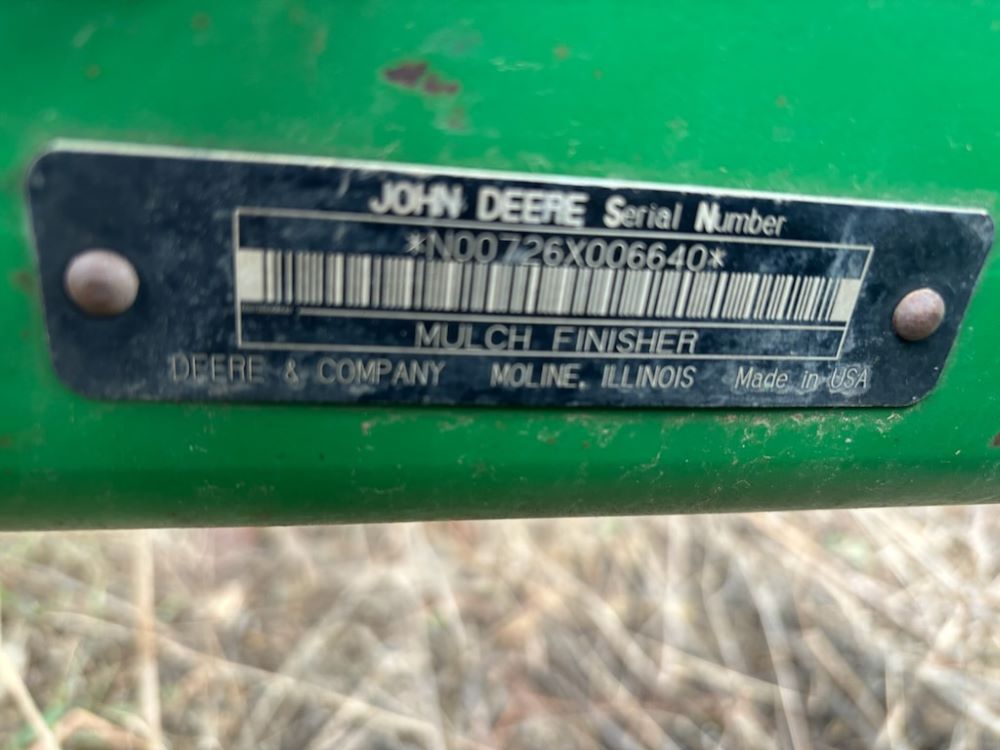 JOHN DEERE Serial Number
*N00726X006640*
MULCH FINISHER
DEERE & COMPANY MOLINE, ILLINOIS Made in USA